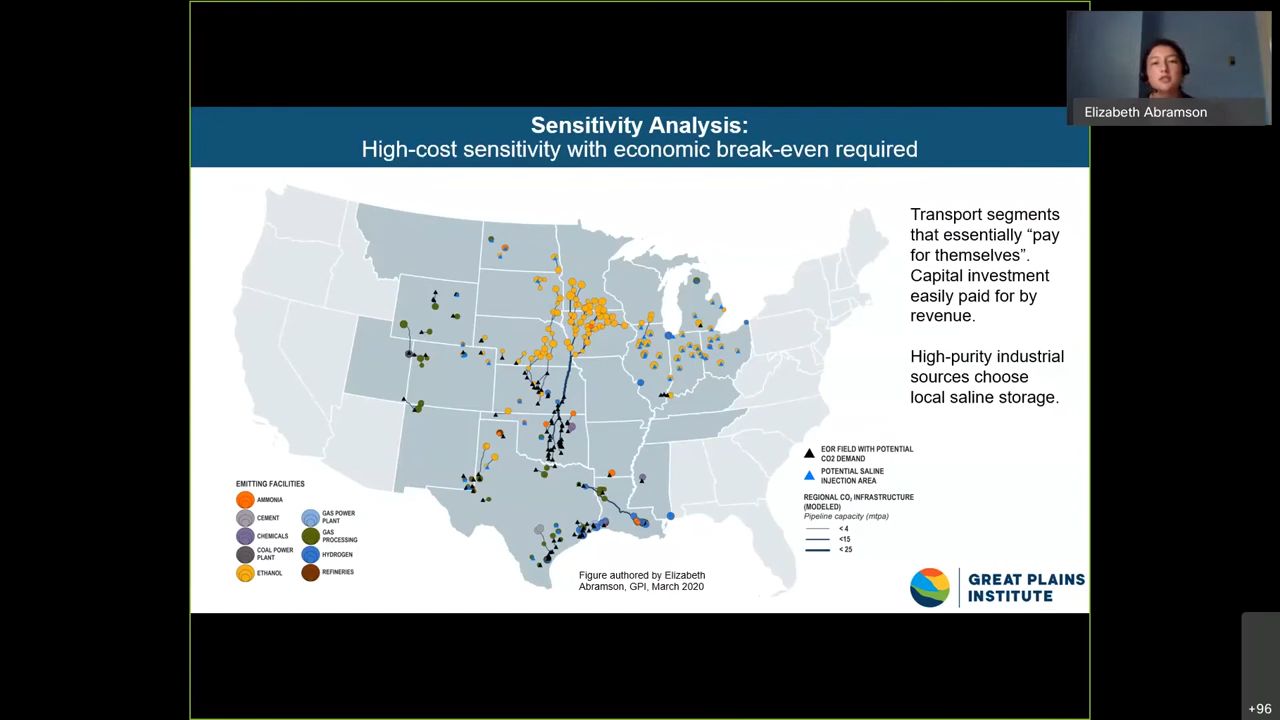 Elizabeth Abramson
Sensitivity Analysis:
High-cost sensitivity with economic break-even required
Transport segments
that essentially “pay
for themselves”.
Capital investment
easily paid for by
revenue.
High-purity industrial
sources choose
local saline storage.
EOR FIELD WITH POTENTIAL
CO2 DEMAND
POTENTIAL SALINE
INJECTION AREA
REGIONAL CO₂ INFRASTRUCTURE
(MODELED)
Pipeline capacity (mtpa)
< 4
<15
< 25
EMITTING FACILITIES
AMMONIA
CEMENT
CHEMICALS
COAL POWER
PLANT
ETHANOL
GAS POWER
PLANT
GAS
PROCESSING
HYDROGEN
REFINERIES
Figure authored by Elizabeth
Abramson, GPI, March 2020
GREAT PLAINS
INSTITUTE
+96